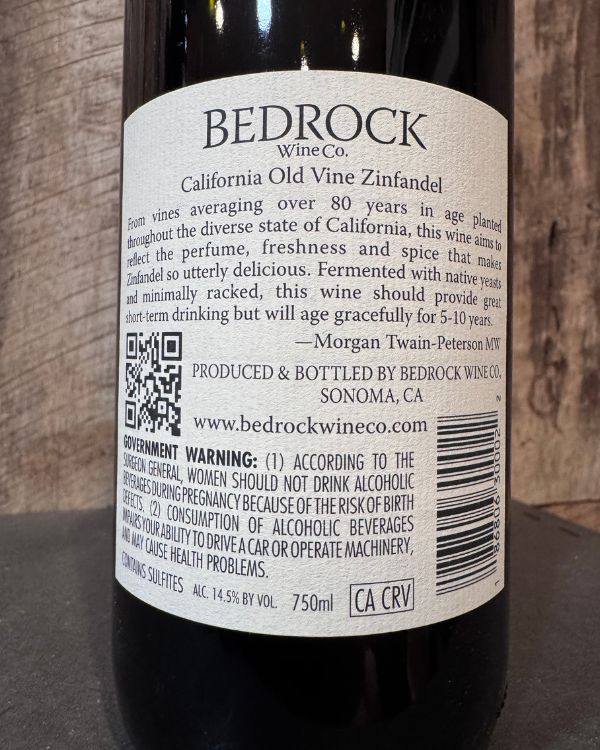 BEDROCK
Wine Co.
California Old Vine Zinfandel
From vines averaging over 80 years in age planted
throughout the diverse state of California, this wine aims to
reflect the perfume, freshness and spice that makes
Zinfandel so utterly delicious. Fermented with native yeasts
and minimally racked, this wine should provide great
short-term drinking but will age gracefully for 5-10 years.
—Morgan Twain-Peterson MW
PRODUCED & BOTTLED BY BEDROCK WINE CO.
SONOMA, CA
www.bedrockwineco.com
GOVERNMENT WARNING: (1) ACCORDING TO THE
SURGEON GENERAL, WOMEN SHOULD NOT DRINK ALCOHOLIC
BEVERAGES DURING PREGNANCY BECAUSE OF THE RISK OF BIRTH
DEFECTS. (2) CONSUMPTION OF ALCOHOLIC BEVERAGES
IMPAIRS YOUR ABILITY TO DRIVE A CAR OR OPERATE MACHINERY,
AND MAY CAUSE HEALTH PROBLEMS.
CONTAINS SULFITES ALC. 14.5% BY VOL. 750ml CA CRV
1 86806 30002 2